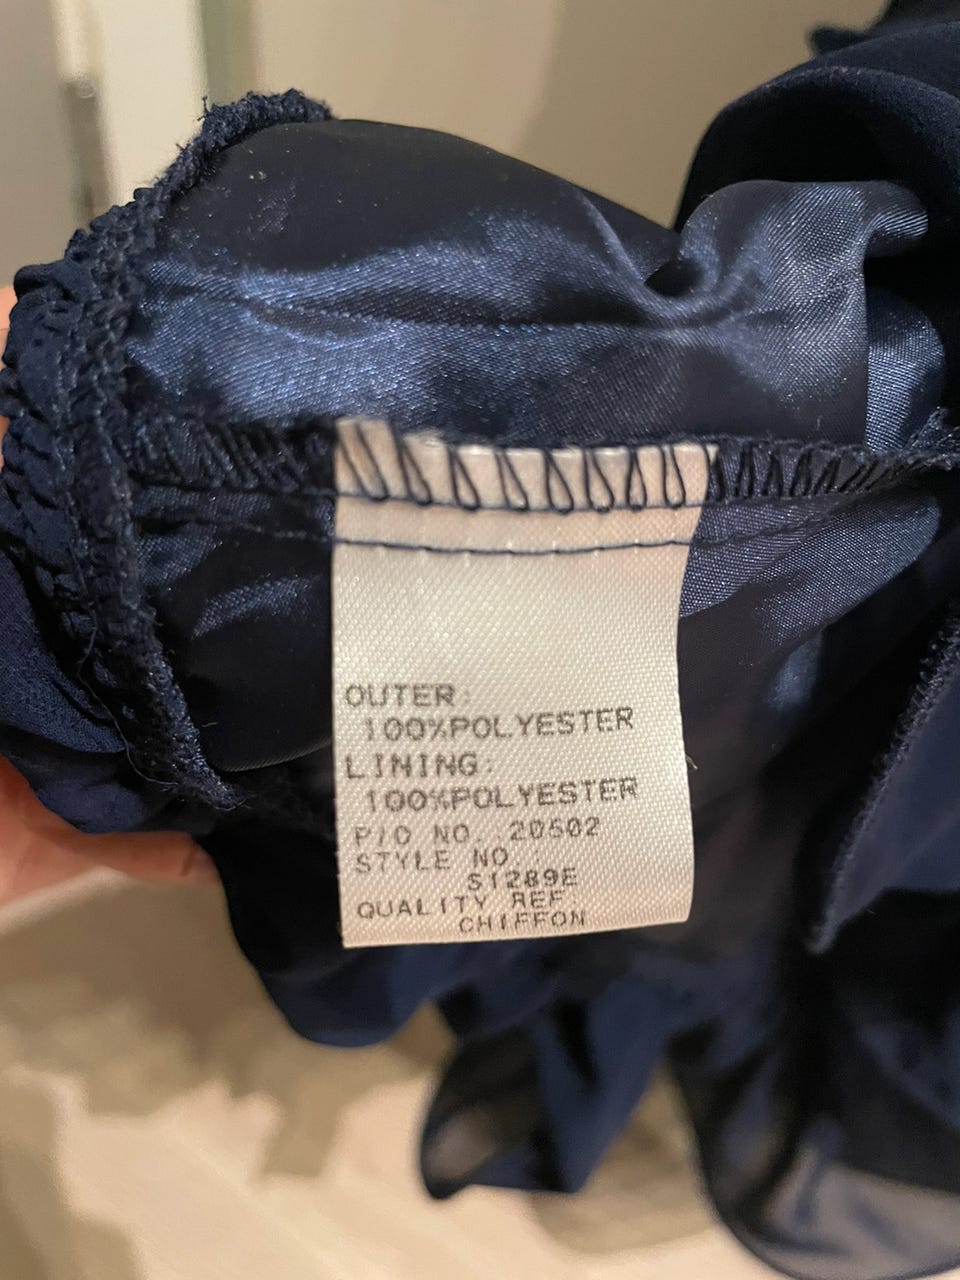 OUTER:
100%POLYESTER
LINING:
100%POLYESTER
P/O NO. 20502
STYLE NO.:
S1289E
QUALITY REF
CHIFFON